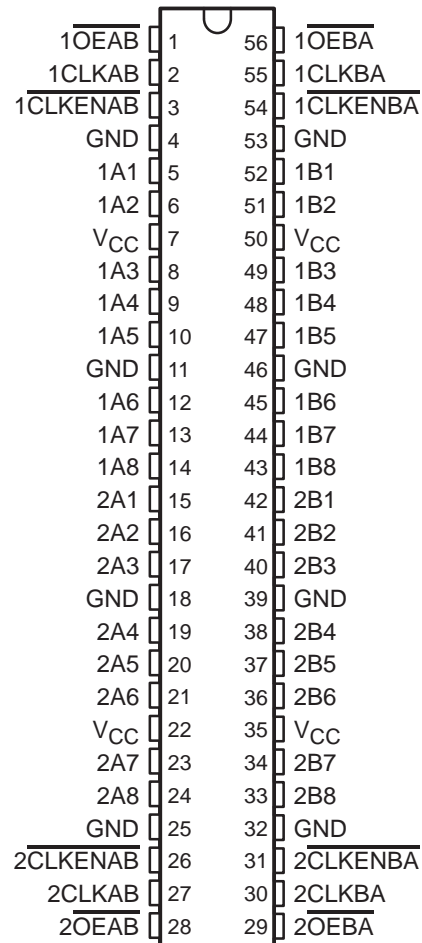 1OEAB 1 56 1OEBA
1CLKAB 2 55 1CLKBA
1CLKENAB 3 54 1CLKENBA
GND 4 53 GND
1A1 5 52 1B1
1A2 6 51 1B2
VCC 7 50 VCC
1A3 8 49 1B3
1A4 9 48 1B4
1A5 10 47 1B5
GND 11 46 GND
1A6 12 45 1B6
1A7 13 44 1B7
1A8 14 43 1B8
2A1 15 42 2B1
2A2 16 41 2B2
2A3 17 40 2B3
GND 18 39 GND
2A4 19 38 2B4
2A5 20 37 2B5
2A6 21 36 2B6
VCC 22 35 VCC
2A7 23 34 2B7
2A8 24 33 2B8
GND 25 32 GND
2CLKENAB 26 31 2CLKENBA
2CLKAB 27 30 2CLKBA
2OEAB 28 29 2OEBA